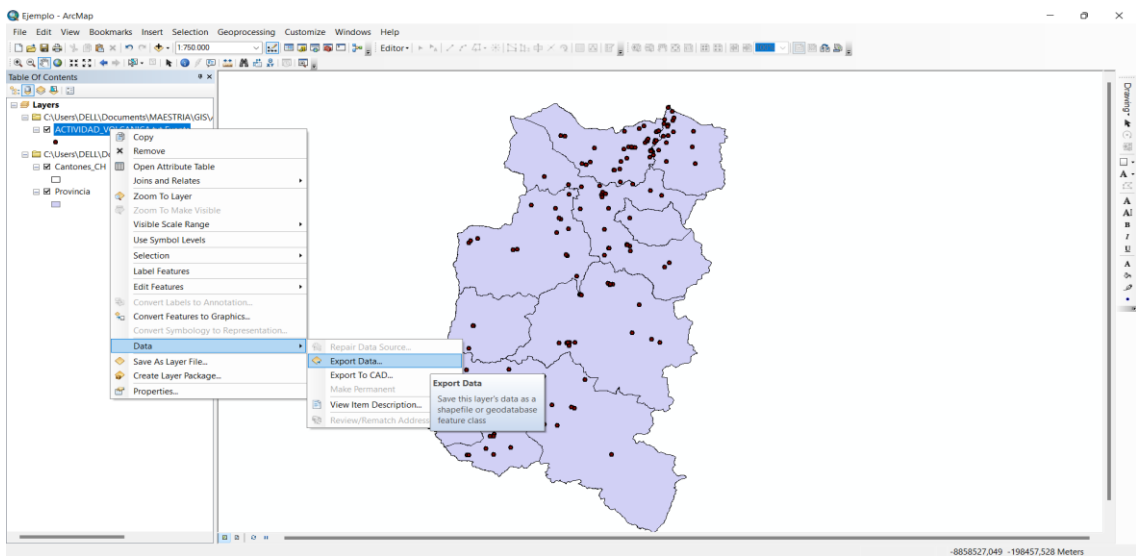 Ejemplo - ArcMap
File Edit View Bookmarks Insert Selection Geoprocessing Customize Windows Help
1:750.000
Editor
Table Of Contents
Layers
C:\Users\DELL\Documents\MAESTRIA\GIS\
ACTIVIDAD_
C:\Users\DELL\D
Cantones_CH
Provincia
Copy
Remove
Open Attribute Table
Joins and Relates
Zoom To Layer
Zoom To Make Visible
Visible Scale Range
Use Symbol Levels
Selection
Label Features
Edit Features
Convert Labels to Annotation...
Convert Features to Graphics...
Convert Symbology to Representation...
Data
Save As Layer File...
Create Layer Package...
Properties...
Repair Data Source...
Export Data...
Export To CAD...
Make Permanent
View Item Description...
Review/Rematch Address
Export Data
Save this layer's data as a
shapefile or geodatabase
feature class
Drawing
A
A
AI
B
I
U
A
-8858527,049 -198457,528 Meters